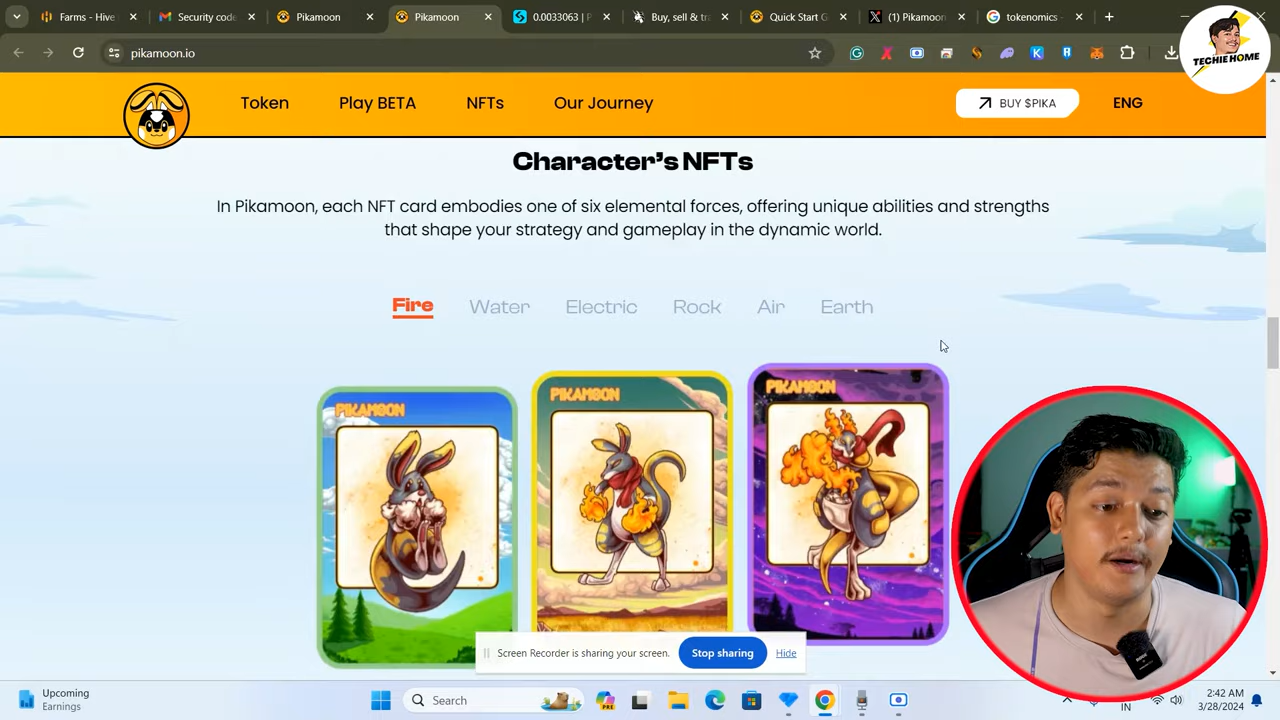 Farms - Hive
Security code
Pikamoon
Pikamoon
0.0033063 | P
Buy, sell & tr
Quick Start G
(1) Pikamoon
tokenomics -
pikamoon.io
TECHIE HOME
Token
Play BETA
NFTs
Our Journey
BUY $PIKA
ENG
Character's NFTs
In Pikamoon, each NFT card embodies one of six elemental forces, offering unique abilities and strengths
that shape your strategy and gameplay in the dynamic world.
Fire
Water
Electric
Rock
Air
Earth
PIKAMOON
PIKAMOON
PIKAMOON
Screen Recorder is sharing your screen.
Stop sharing
Hide
Upcoming
Earnings
Search
PRE
IN
2:42 AM
3/28/2024